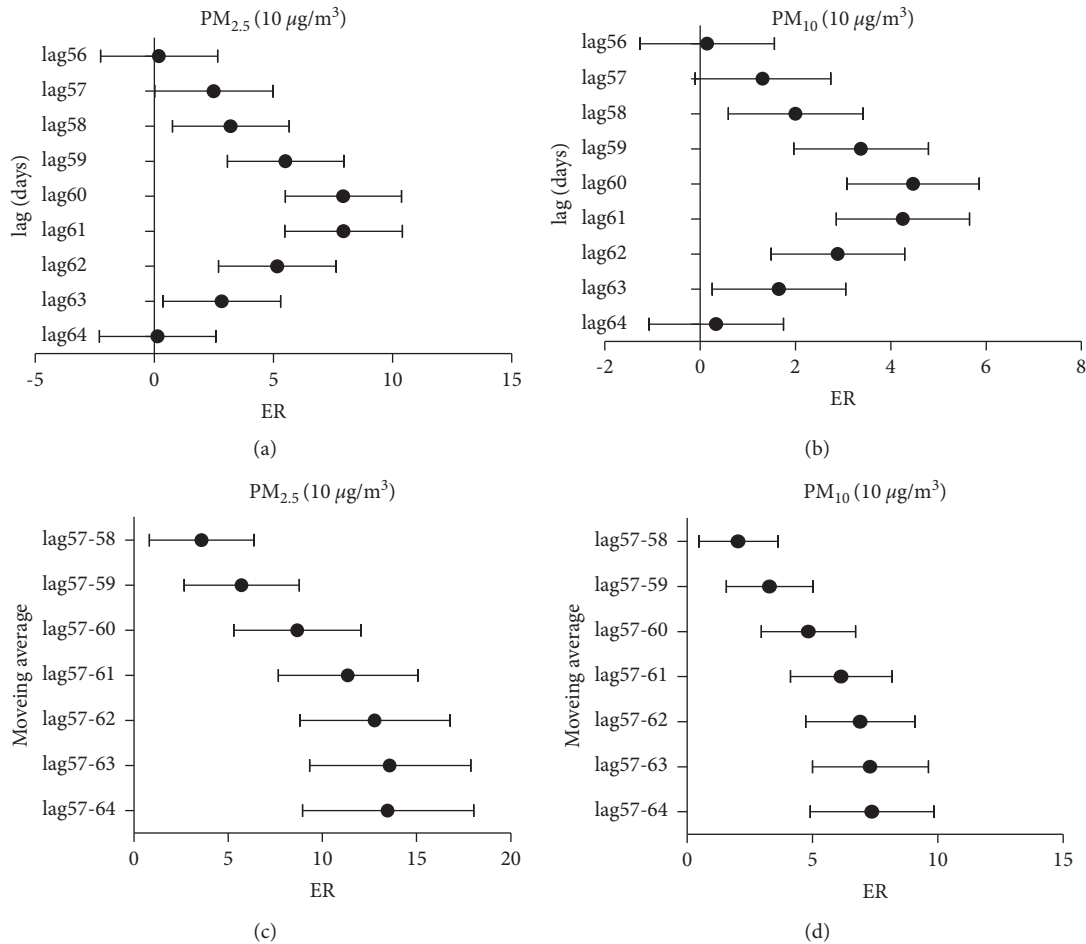 PM2.5 (10 μg/m³)
lag (days)
lag56
lag57
lag58
lag59
lag60
lag61
lag62
lag63
lag64
-5 0 5 10 15
ER
(a)
PM10 (10 μg/m³)
lag (days)
lag56
lag57
lag58
lag59
lag60
lag61
lag62
lag63
lag64
-2 0 2 4 6 8
ER
(b)
PM2.5 (10 μg/m³)
Moveing average
lag57-58
lag57-59
lag57-60
lag57-61
lag57-62
lag57-63
lag57-64
0 5 10 15 20
ER
(c)
PM10 (10 μg/m³)
Moveing average
lag57-58
lag57-59
lag57-60
lag57-61
lag57-62
lag57-63
lag57-64
0 5 10 15
ER
(d)